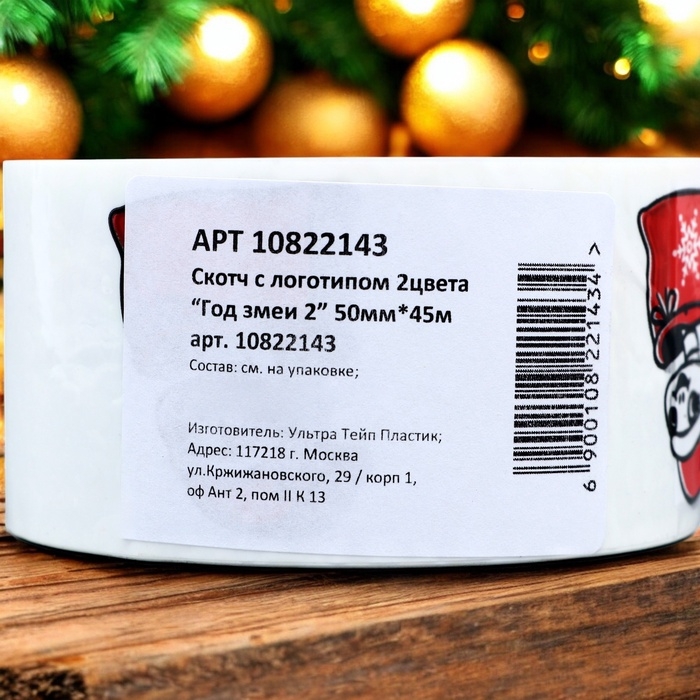 АРТ 10822143
Скотч с логотипом 2цвета
“Год змеи 2” 50мм*45м
арт. 10822143
Состав: см. на упаковке;
Изготовитель: Ультра Тейп Пластик;
Адрес: 117218 г. Москва
ул.Кржижановского, 29 / корп 1,
оф Ант 2, пом II К 13
6 900108 221434 >